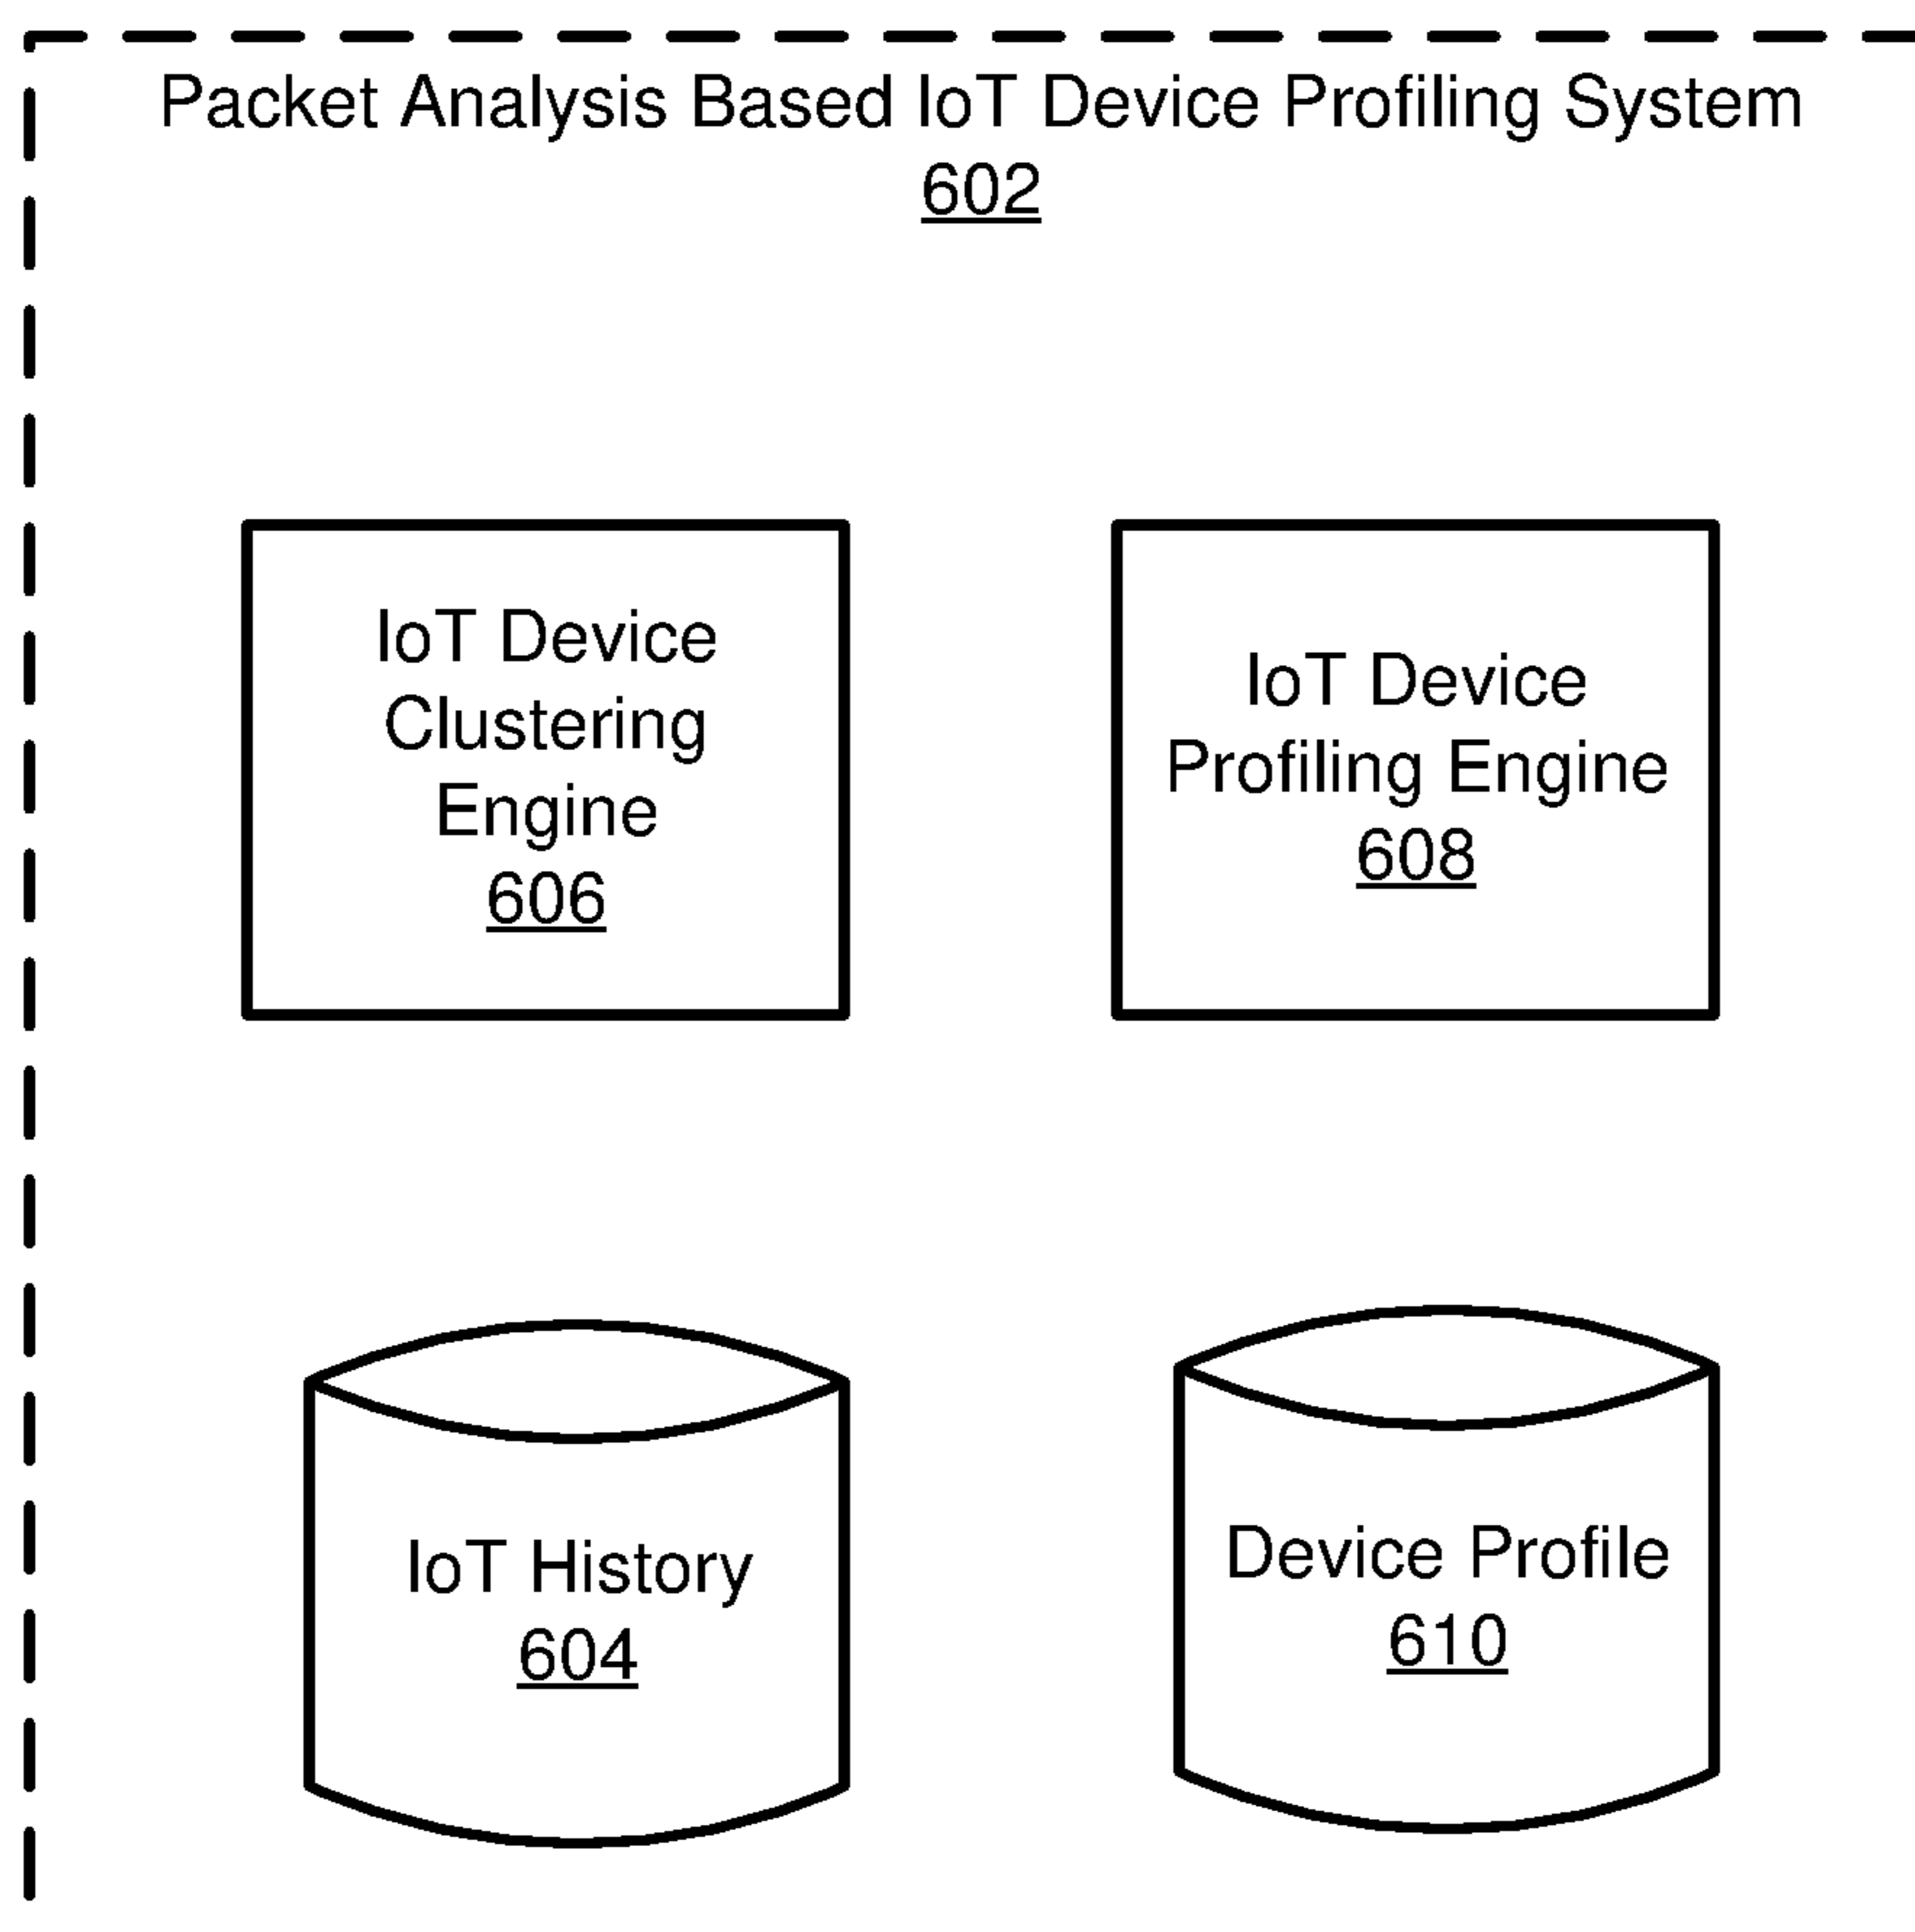 Packet Analysis Based IoT Device Profiling System
602
IoT Device
Clustering
Engine
606
IoT Device
Profiling Engine
608
IoT History
604
Device Profile
610